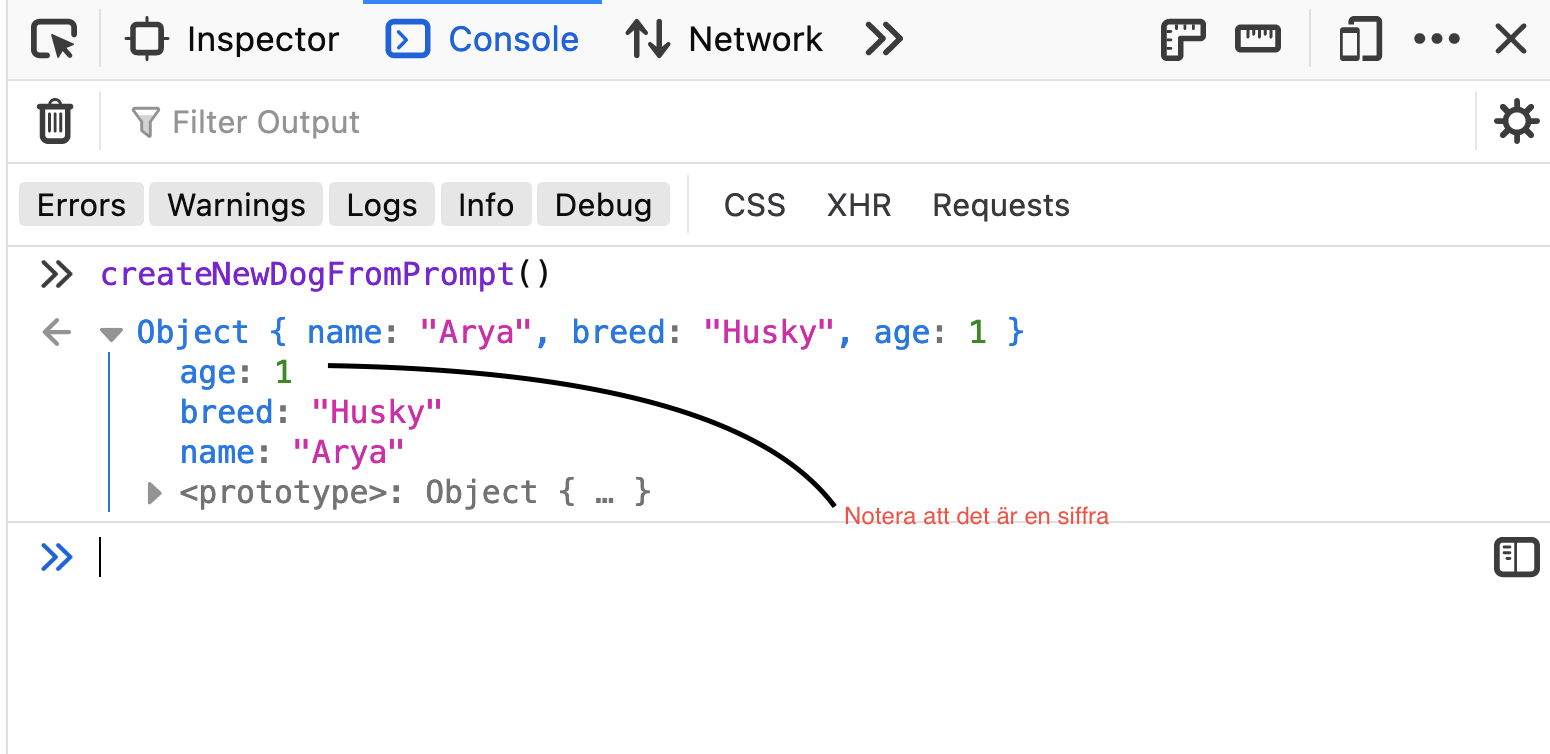 Inspector Console Network
Filter Output
Errors Warnings Logs Info Debug CSS XHR Requests
createNewDogFromPrompt()
Object { name: "Arya", breed: "Husky", age: 1 }
age: 1
breed: "Husky"
name: "Arya"
<prototype>: Object { … }
Notera att det är en siffra